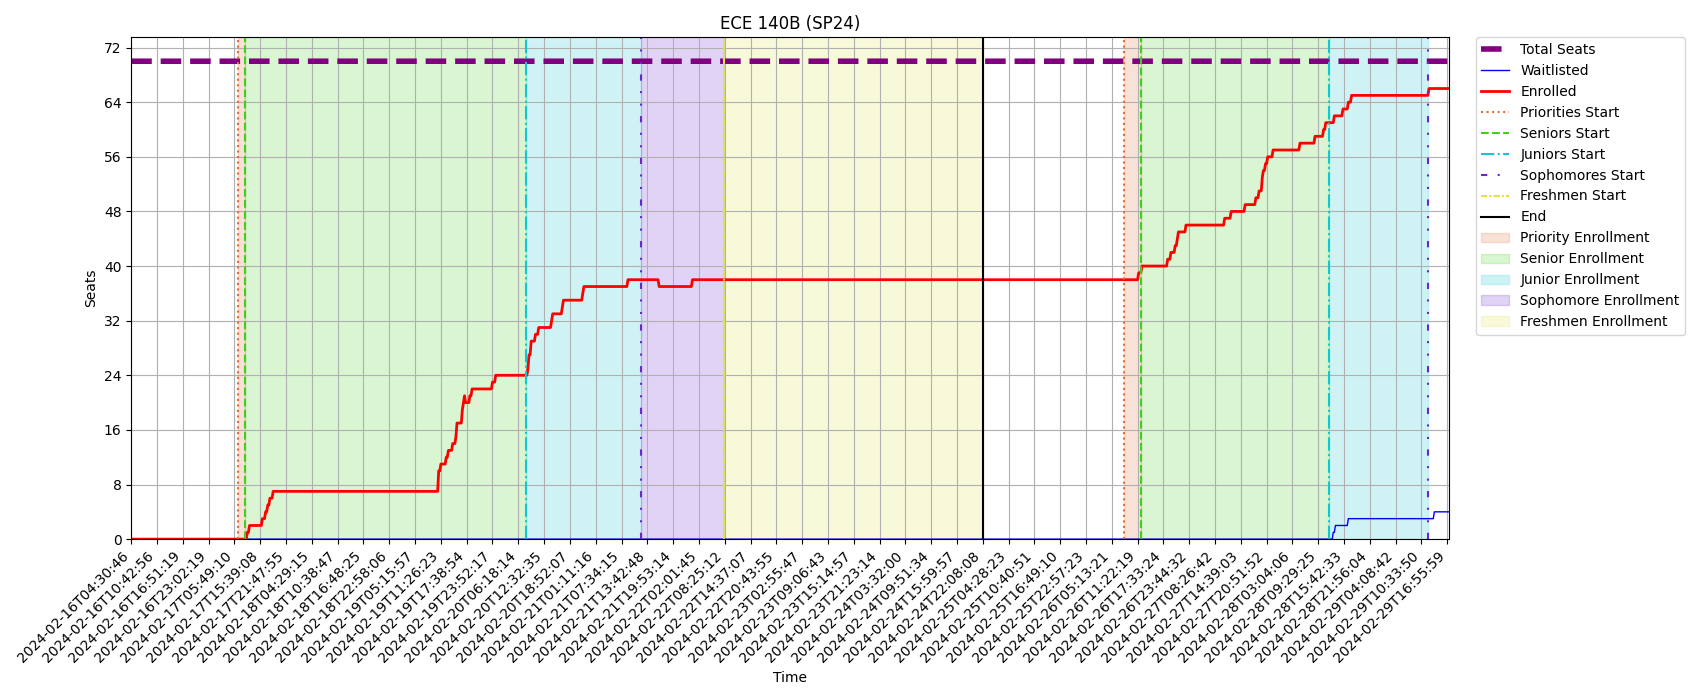 ECE 140B (SP24)
72
64
56
48
40
32
24
16
8
0
Seats
2024-02-16T04:30:46
2024-02-16T10:42:56
2024-02-16T16:51:19
2024-02-16T23:02:19
2024-02-17T05:49:10
2024-02-17T15:39:08
2024-02-17T21:47:55
2024-02-18T04:29:15
2024-02-18T10:38:47
2024-02-18T16:48:25
2024-02-18T22:58:06
2024-02-19T05:15:57
2024-02-19T11:26:23
2024-02-19T17:38:54
2024-02-19T23:52:17
2024-02-20T06:18:14
2024-02-20T12:32:35
2024-02-20T18:52:07
2024-02-21T01:11:16
2024-02-21T07:34:15
2024-02-21T13:42:48
2024-02-21T19:53:14
2024-02-22T02:01:45
2024-02-22T08:25:12
2024-02-22T14:37:07
2024-02-22T20:43:55
2024-02-23T02:55:47
2024-02-23T09:06:43
2024-02-23T15:14:57
2024-02-23T21:23:14
2024-02-24T03:32:00
2024-02-24T09:51:34
2024-02-24T15:59:57
2024-02-24T22:08:08
2024-02-25T04:28:23
2024-02-25T10:40:51
2024-02-25T16:49:10
2024-02-25T22:57:23
2024-02-26T05:13:21
2024-02-26T11:22:19
2024-02-26T17:33:24
2024-02-26T23:44:32
2024-02-27T08:26:42
2024-02-27T14:39:03
2024-02-27T20:51:52
2024-02-28T03:04:06
2024-02-28T09:29:25
2024-02-28T15:42:33
2024-02-28T21:56:04
2024-02-29T04:08:42
2024-02-29T10:33:50
2024-02-29T16:55:59
Time
Total Seats
Waitlisted
Enrolled
Priorities Start
Seniors Start
Juniors Start
Sophomores Start
Freshmen Start
End
Priority Enrollment
Senior Enrollment
Junior Enrollment
Sophomore Enrollment
Freshmen Enrollment